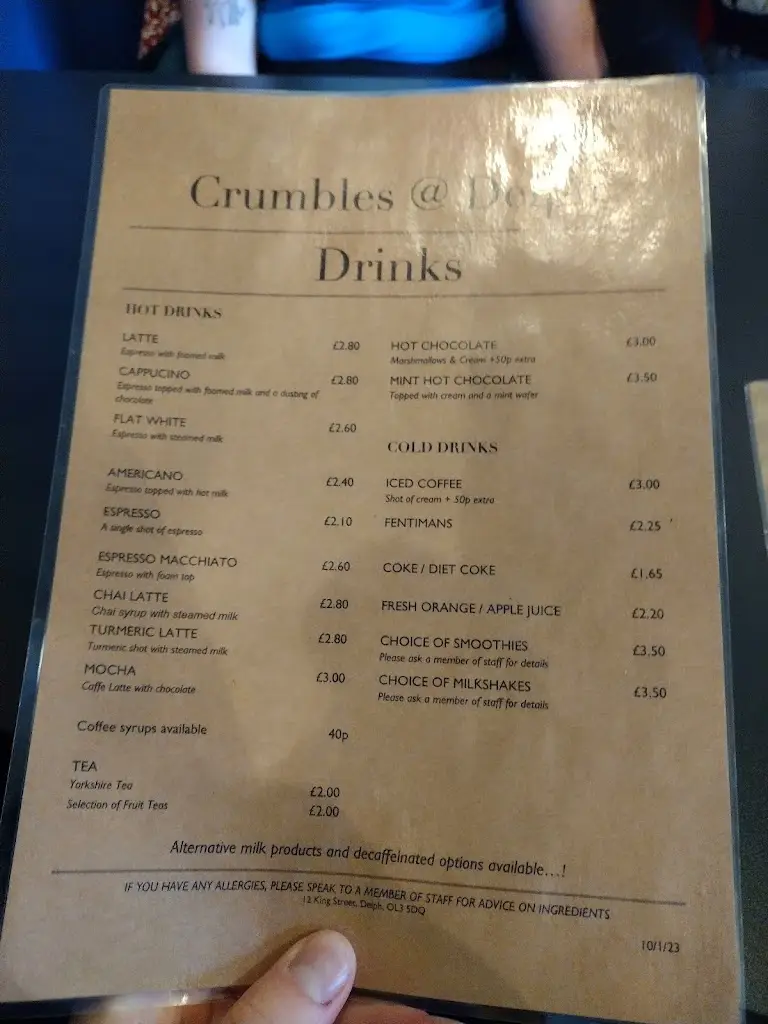 Crumbles @ Delph
Drinks
HOT DRINKS
LATTE £2.80
Espresso with foamed milk
CAPPUCINO £2.80
Espresso topped with foamed milk and a dusting of
chocolate
FLAT WHITE £2.60
Espresso with steamed milk
AMERICANO £2.40
Espresso topped with hot milk
ESPRESSO £2.10
A single shot of espresso
ESPRESSO MACCHIATO £2.60
Espresso with foam top
CHAI LATTE £2.80
Chai syrup with steamed milk
TURMERIC LATTE £2.80
Turmeric shot with steamed milk
MOCHA £3.00
Caffe Latte with chocolate
Coffee syrups available 40p
TEA
Yorkshire Tea £2.00
Selection of Fruit Teas £2.00
HOT CHOCOLATE £3.00
Marshmallows & Cream +50p extra
MINT HOT CHOCOLATE £3.50
Topped with cream and a mint wafer
COLD DRINKS
ICED COFFEE £3.00
Shot of cream + 50p extra
FENTIMANS £2.25
COKE / DIET COKE £1.65
FRESH ORANGE / APPLE JUICE £2.20
CHOICE OF SMOOTHIES £3.50
Please ask a member of staff for details
CHOICE OF MILKSHAKES £3.50
Please ask a member of staff for details
Alternative milk products and decaffeinated options available...!
IF YOU HAVE ANY ALLERGIES, PLEASE SPEAK TO A MEMBER OF STAFF FOR ADVICE ON INGREDIENTS
12 King Street, Delph, OL3 5DQ
10/1/23